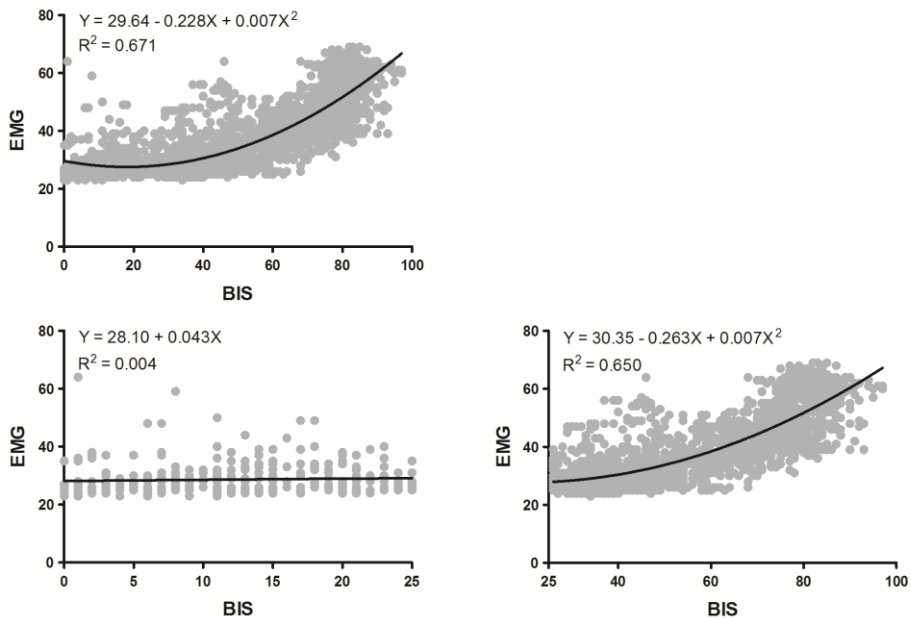 80
Y = 29.64 - 0.228X + 0.007X²
R² = 0.671
60
EMG
40
20
0
0 20 40 60 80 100
BIS
80
Y = 28.10 + 0.043X
R² = 0.004
60
EMG
40
20
0
0 5 10 15 20 25
BIS
80
Y = 30.35 - 0.263X + 0.007X²
R² = 0.650
60
EMG
40
20
0
25 40 60 80 100
BIS